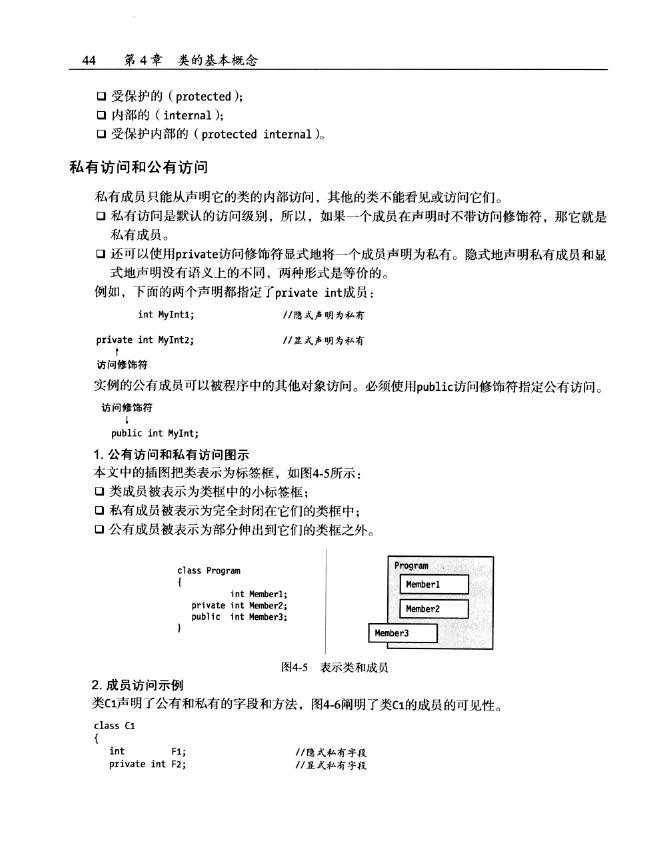 44 第4章 类的基本概念
受保护的（protected）；
内部的（internal）；
受保护内部的（protected internal）。
私有访问和公有访问
私有成员只能从声明它的类的内部访问，其他的类不能看见或访问它们。
私有访问是默认的访问级别，所以，如果一个成员在声明时不带访问修饰符，那它就是
私有成员。
还可以使用private访问修饰符显式地将一个成员声明为私有。隐式地声明私有成员和显
式地声明没有语义上的不同，两种形式是等价的。
例如，下面的两个声明都指定了private int成员：
int MyInt1; //隐式声明为私有
private int MyInt2; //显式声明为私有
访问修饰符
实例的公有成员可以被程序中的其他对象访问。必须使用public访问修饰符指定公有访问。
访问修饰符
public int MyInt;
1. 公有访问和私有访问图示
本文中的插图把类表示为标签框，如图4-5所示：
类成员被表示为类框中的小标签框；
私有成员被表示为完全封闭在它们的类框中；
公有成员被表示为部分伸出到它们的类框之外。
class Program
{
int Member1;
private int Member2;
public int Member3;
}
Program
Member1
Member2
Member3
图4-5 表示类和成员
2. 成员访问示例
类C1声明了公有和私有的字段和方法，图4-6阐明了类C1的成员的可见性。
class C1
{
int F1; //隐式私有字段
private int F2; //显式私有字段